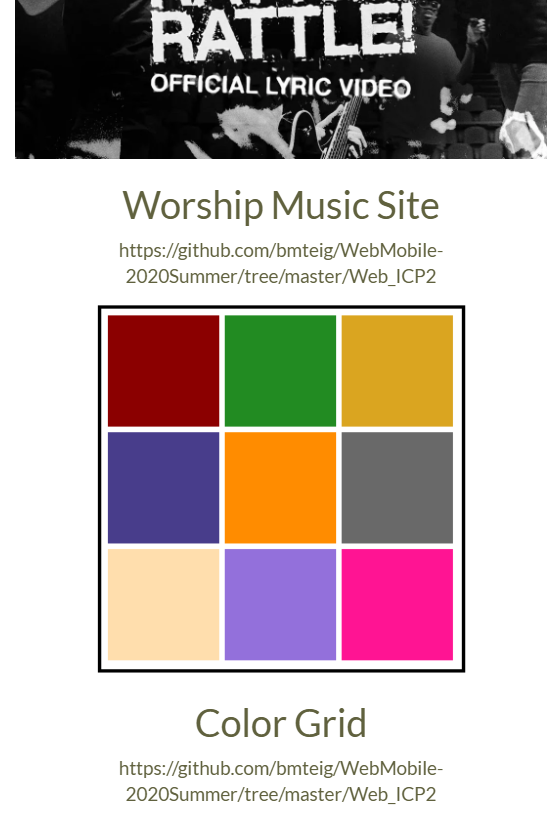 RATTLE!
OFFICIAL LYRIC VIDEO
Worship Music Site
https://github.com/bmteig/WebMobile-
2020Summer/tree/master/Web_ICP2
Color Grid
https://github.com/bmteig/WebMobile-
2020Summer/tree/master/Web_ICP2